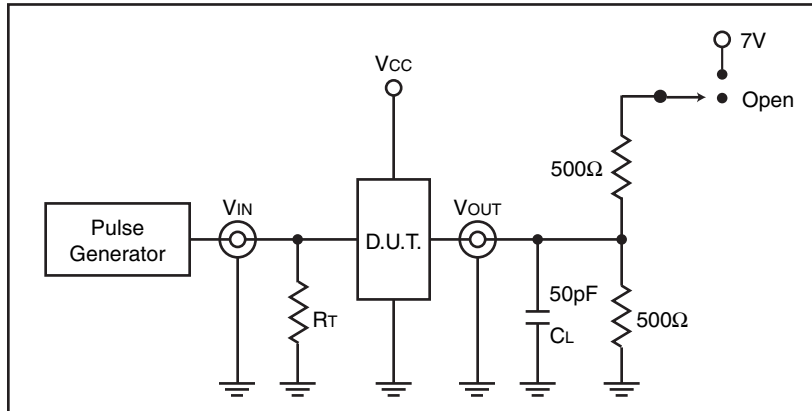 7V
Open
VCC
500Ω
VIN
VOUT
Pulse
Generator
D.U.T.
50pF
CL
RT
500Ω